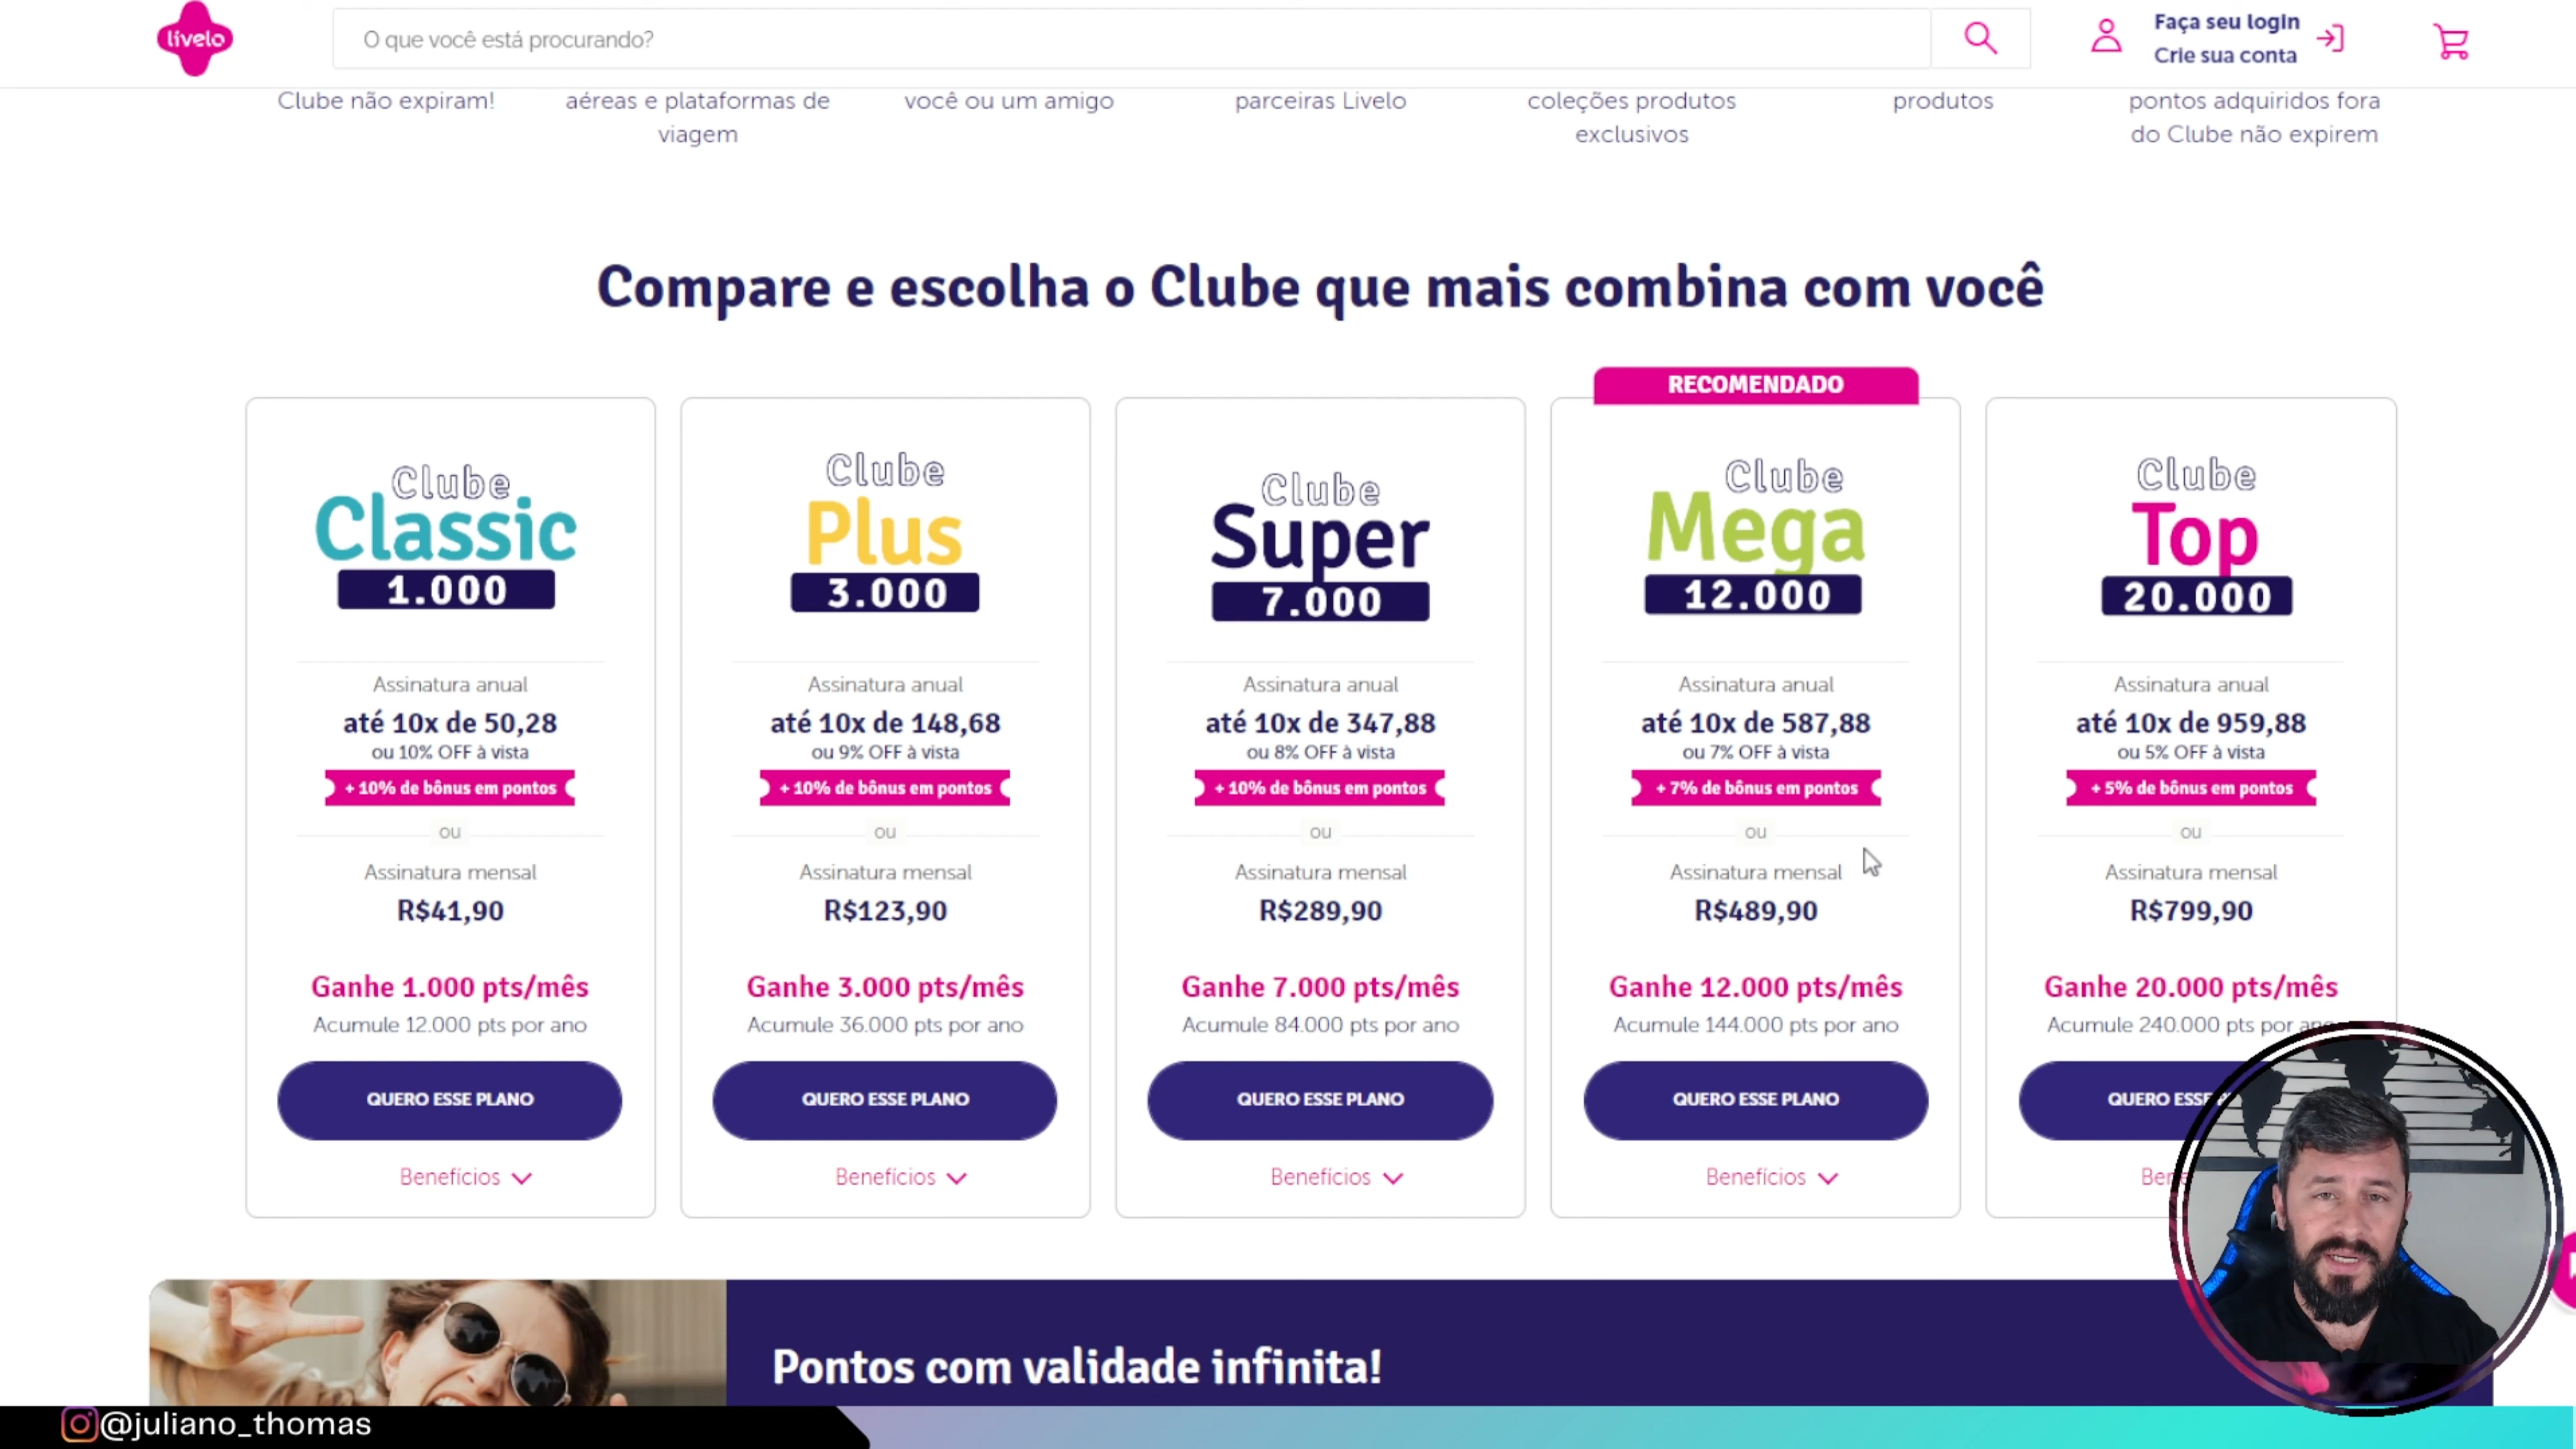 livelo
O que você está procurando?
Faça seu login
Crie sua conta
Clube não expiram!
aéreas e plataformas de
viagem
você ou um amigo
parceiras Livelo
coleções produtos
exclusivos
produtos
pontos adquiridos fora
do Clube não expirem
Compare e escolha o Clube que mais combina com você
Clube
Classic
1.000
Assinatura anual
até 10x de 50,28
ou 10% OFF à vista
+ 10% de bônus em pontos
ou
Assinatura mensal
R$41,90
Ganhe 1.000 pts/mês
Acumule 12.000 pts por ano
QUERO ESSE PLANO
Benefícios
Clube
Plus
3.000
Assinatura anual
até 10x de 148,68
ou 9% OFF à vista
+ 10% de bônus em pontos
ou
Assinatura mensal
R$123,90
Ganhe 3.000 pts/mês
Acumule 36.000 pts por ano
QUERO ESSE PLANO
Benefícios
Clube
Super
7.000
Assinatura anual
até 10x de 347,88
ou 8% OFF à vista
+ 10% de bônus em pontos
ou
Assinatura mensal
R$289,90
Ganhe 7.000 pts/mês
Acumule 84.000 pts por ano
QUERO ESSE PLANO
Benefícios
RECOMENDADO
Clube
Mega
12.000
Assinatura anual
até 10x de 587,88
ou 7% OFF à vista
+ 7% de bônus em pontos
ou
Assinatura mensal
R$489,90
Ganhe 12.000 pts/mês
Acumule 144.000 pts por ano
QUERO ESSE PLANO
Benefícios
Clube
Top
20.000
Assinatura anual
até 10x de 959,88
ou 5% OFF à vista
+ 5% de bônus em pontos
ou
Assinatura mensal
R$799,90
Ganhe 20.000 pts/mês
Acumule 240.000 pts por ano
QUERO ESSE
Pontos com validade infinita!
@juliano_thomas